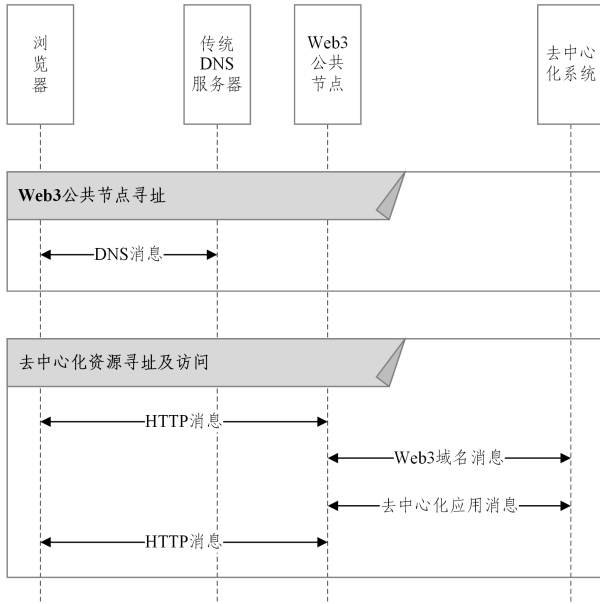 浏
览
器
传统
DNS
服务器
Web3
公共
节点
去中心
化系统
Web3公共节点寻址
DNS消息
去中心化资源寻址及访问
HTTP消息
Web3域名消息
去中心化应用消息
HTTP消息